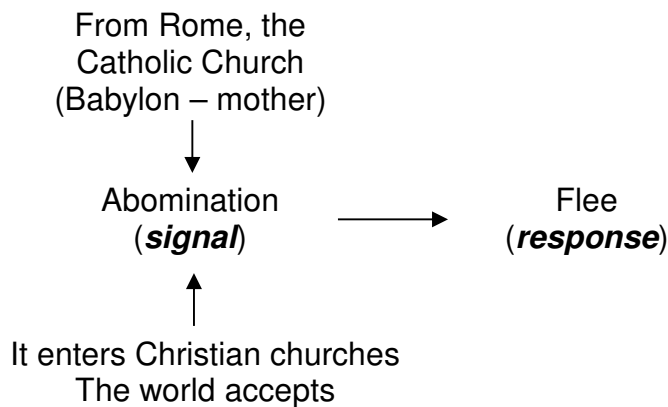 From Rome, the
Catholic Church
(Babylon – mother)
Abomination
(signal)
Flee
(response)
It enters Christian churches
The world accepts